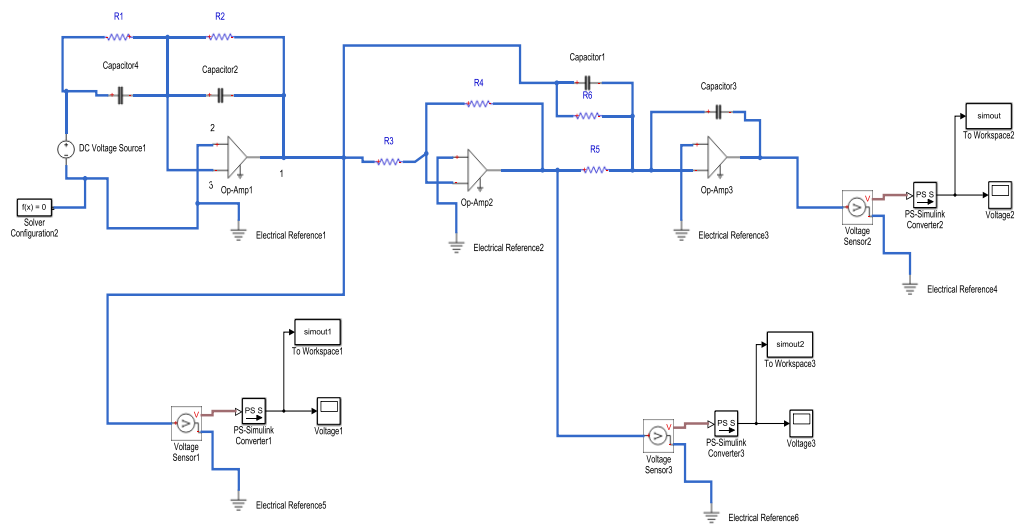 R1
R2
Capacitor4
Capacitor2
2
3
1
DC Voltage Source1
Op-Amp1
f(x) = 0
Solver
Configuration2
Electrical Reference1
R3
R4
Op-Amp2
Electrical Reference2
Capacitor1
R6
R5
Capacitor3
Op-Amp3
Electrical Reference3
V
Voltage
Sensor2
PS S
PS-Simulink
Converter2
simout
To Workspace2
Voltage2
Electrical Reference4
simout1
To Workspace1
V
Voltage
Sensor1
PS S
PS-Simulink
Converter1
Voltage1
Electrical Reference5
simout2
To Workspace3
V
Voltage
Sensor3
PS S
PS-Simulink
Converter3
Voltage3
Electrical Reference6